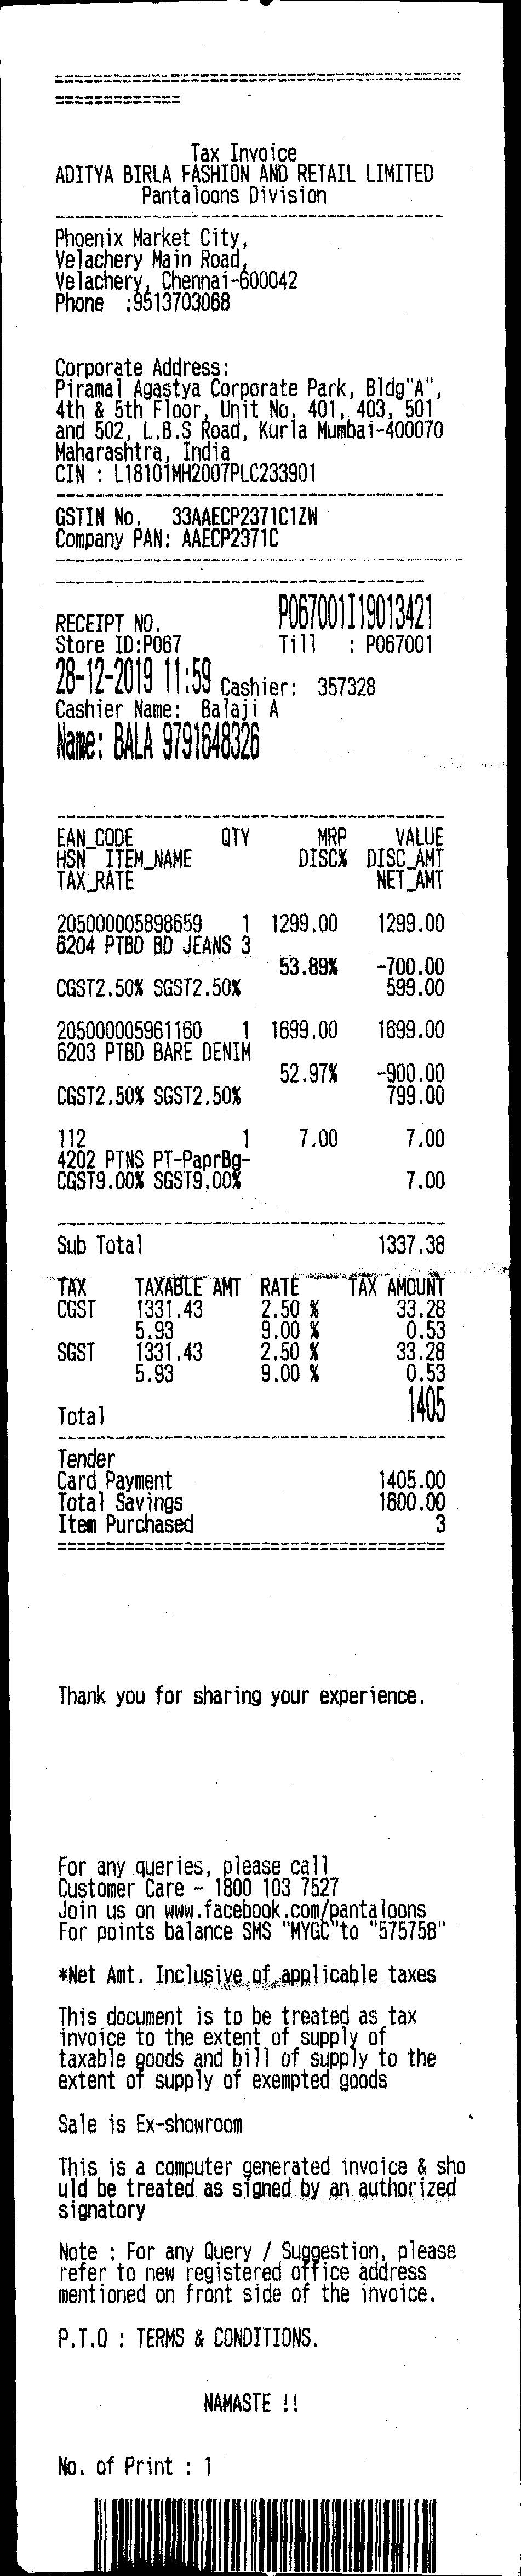 Tax Invoice
ADITYA BIRLA FASHION AND RETAIL LIMITED
Pantaloons Division
Phoenix Market City,
Velachery Main Road,
Velachery, Chennai-600042
Phone :9513703068
Corporate Address:
Piramal Agastya Corporate Park, Bldg"A",
4th & 5th Floor, Unit No. 401, 403, 501
and 502, L.B.S Road, Kurla Mumbai-400070
Maharashtra, India
CIN : L18101MH2007PLC233901
GSTIN No. 33AAECP2371C1ZW
Company PAN: AAECP2371C
RECEIPT NO. P067001I19013421
Store ID:P067 Till : P067001
28-12-2019 11:59 Cashier: 357328
Cashier Name: Balaji A
Name: BALA 9791648326
EAN_CODE QTY MRP VALUE
HSN ITEM_NAME DISC% DISC_AMT
TAX_RATE NET_AMT
205000005898659 1 1299.00 1299.00
6204 PTBD BD JEANS 3
53.89% -700.00
CGST2.50% SGST2.50% 599.00
205000005961160 1 1699.00 1699.00
6203 PTBD BARE DENIM
52.97% -900.00
CGST2.50% SGST2.50% 799.00
112 1 7.00 7.00
4202 PTNS PT-PaprBg-
CGST9.00% SGST9.00% 7.00
Sub Total 1337.38
TAX TAXABLE AMT RATE TAX AMOUNT
CGST 1331.43 2.50 % 33.28
5.93 9.00 % 0.53
SGST 1331.43 2.50 % 33.28
5.93 9.00 % 0.53
Total 1405
Tender
Card Payment 1405.00
Total Savings 1600.00
Item Purchased 3
Thank you for sharing your experience.
For any queries, please call
Customer Care - 1800 103 7527
Join us on www.facebook.com/pantaloons
For points balance SMS "MYGC"to "575758"
*Net Amt. Inclusive of applicable taxes
This document is to be treated as tax
invoice to the extent of supply of
taxable goods and bill of supply to the
extent of supply of exempted goods
Sale is Ex-showroom
This is a computer generated invoice & sho
uld be treated as signed by an authorized
signatory
Note : For any Query / Suggestion, please
refer to new registered office address
mentioned on front side of the invoice.
P.T.O : TERMS & CONDITIONS.
NAMASTE !!
No. of Print : 1